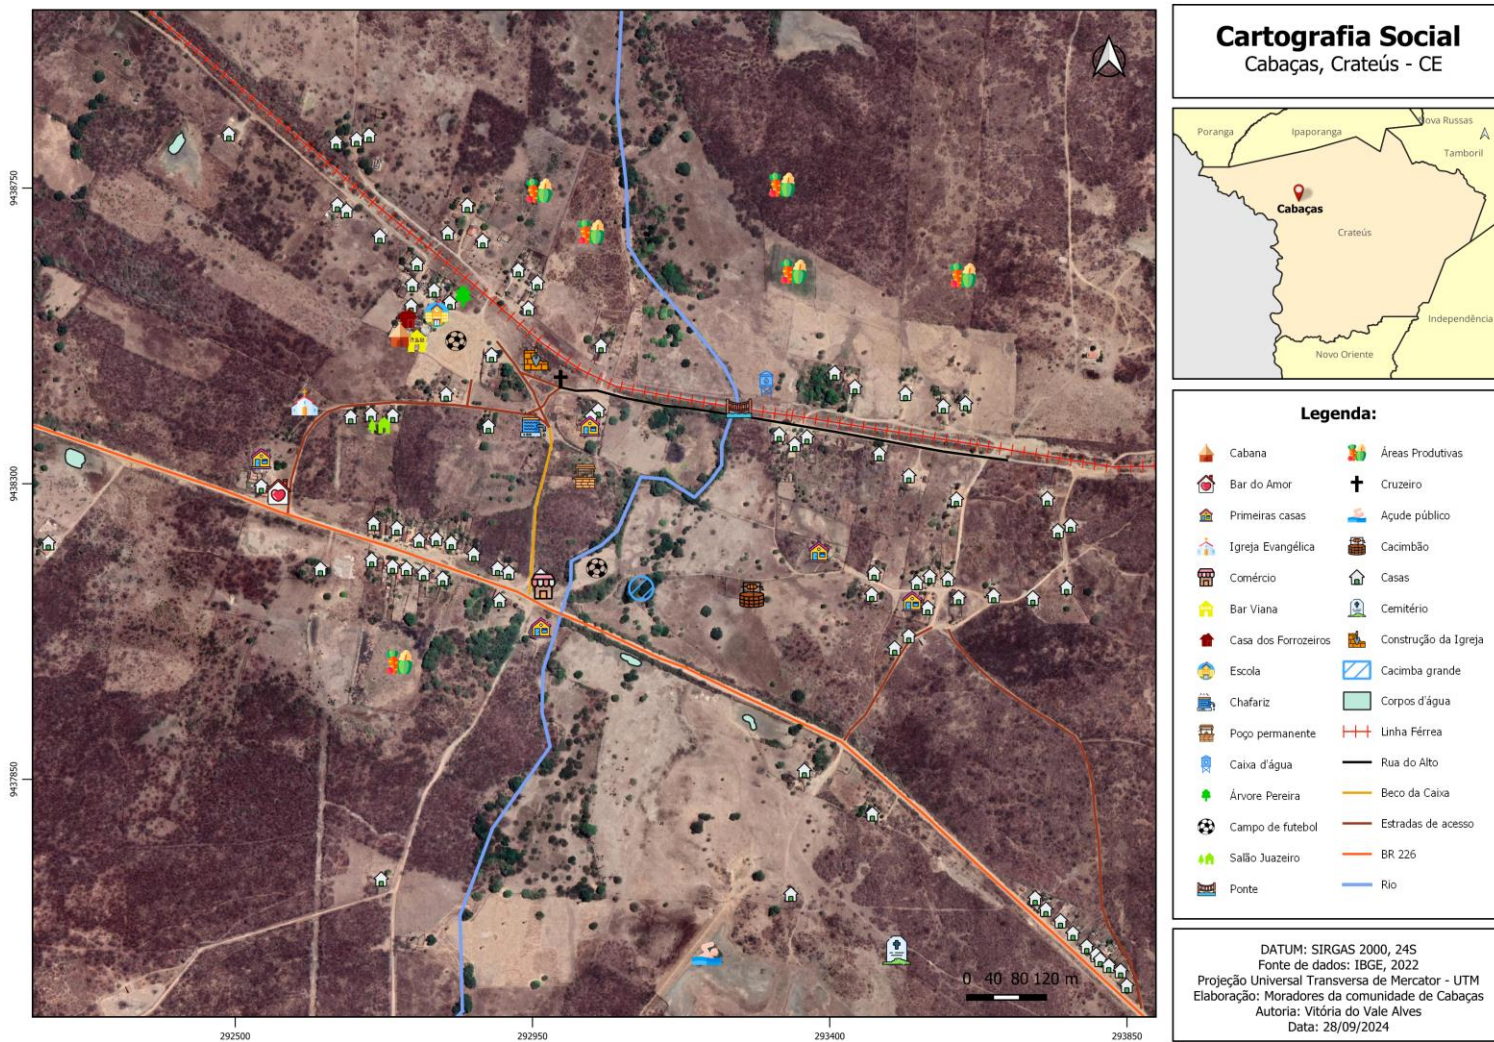 Cartografia Social
Cabaças, Crateús - CE
Poranga
Ipaporanga
Nova Russas
Tamboril
Cabaças
Crateús
Independência
Novo Oriente
9438750
9438300
9437850
292500
292950
293400
293850
0 40 80 120 m
Legenda:
Cabana
Bar do Amor
Primeiras casas
Igreja Evangélica
Comércio
Bar Viana
Casa dos Forrozeiros
Escola
Chafariz
Poço permanente
Caixa d'água
Árvore Pereira
Campo de futebol
Salão Juazeiro
Ponte
Áreas Produtivas
Cruzeiro
Açude público
Cacimbão
Casas
Cemitério
Construção da Igreja
Cacimba grande
Corpos d'água
Linha Férrea
Rua do Alto
Beco da Caixa
Estradas de acesso
BR 226
Rio
DATUM: SIRGAS 2000, 24S
Fonte de dados: IBGE, 2022
Projeção Universal Transversa de Mercator - UTM
Elaboração: Moradores da comunidade de Cabaças
Autoria: Vitória do Vale Alves
Data: 28/09/2024